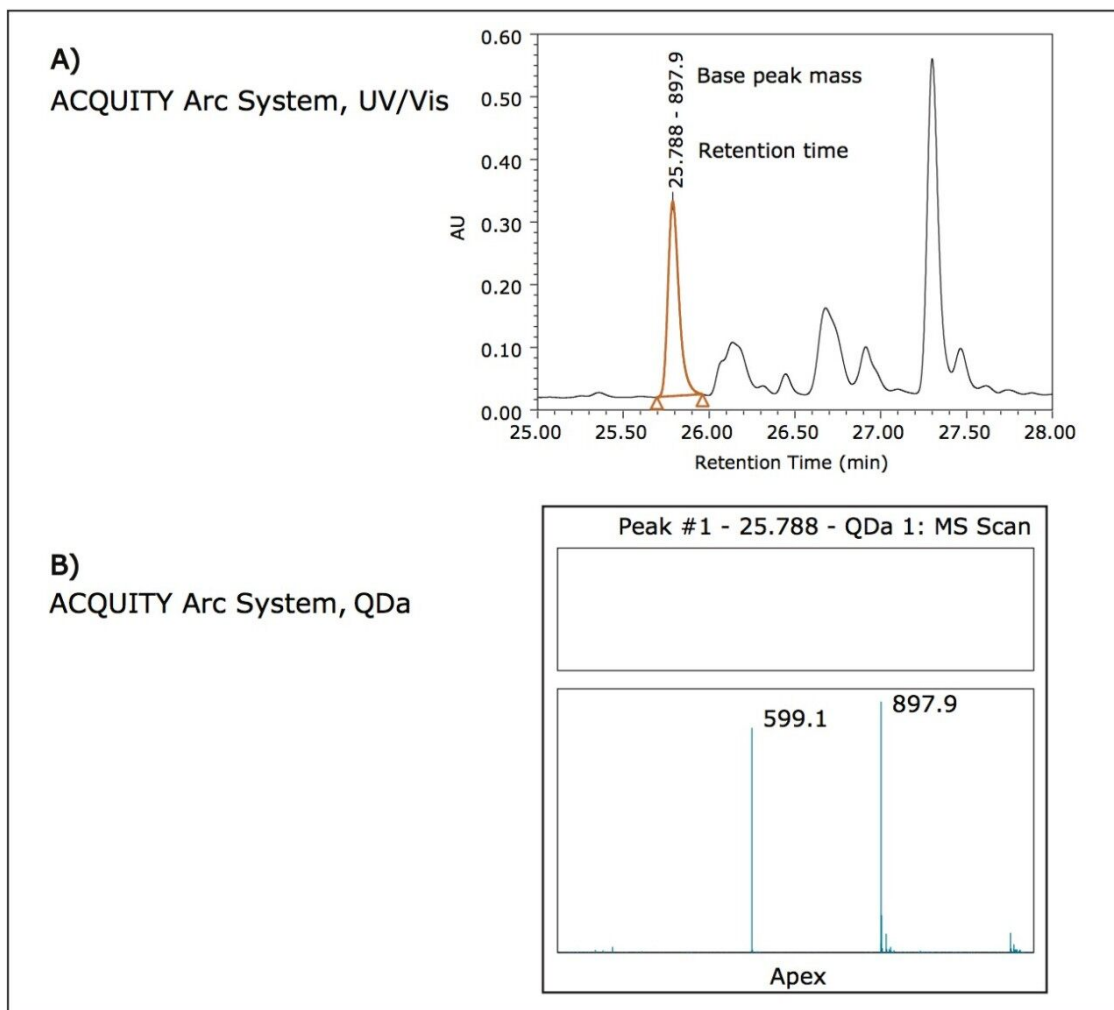 A)
ACQUITY Arc System, UV/Vis
0.60
0.50
0.40
0.30
0.20
0.10
0.00
AU
25.788 - 897.9
Base peak mass
Retention time
25.00 25.50 26.00 26.50 27.00 27.50 28.00
Retention Time (min)
B)
ACQUITY Arc System, QDa
Peak #1 - 25.788 - QDa 1: MS Scan
599.1
897.9
Apex